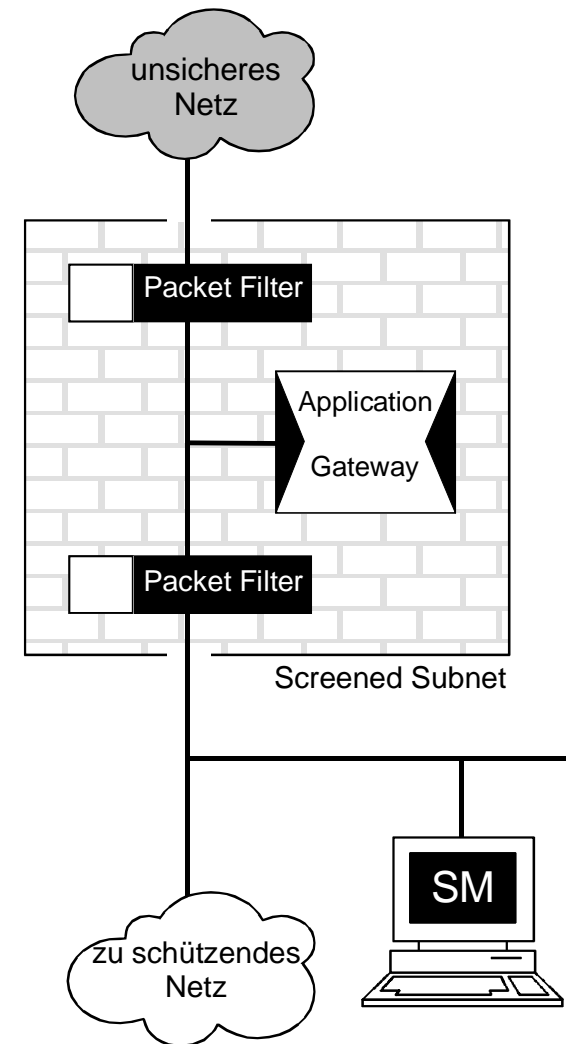 unsicheres
Netz
Packet Filter
Application
Gateway
Packet Filter
Screened Subnet
SM
zu schützendes
Netz